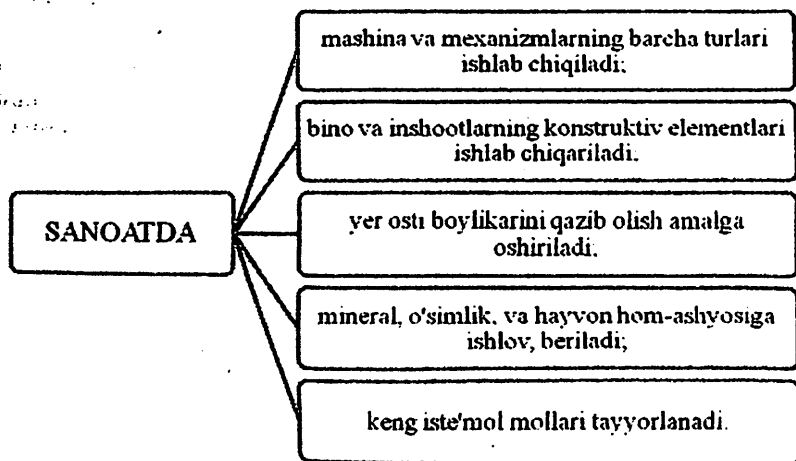 mashina va mexanizmlarning barcha turlari
ishlab chiqiladi;
bino va inshootlarning konstruktiv elementlari
ishlab chiqariladi;
SANOATDA
yer osti boylikarini qazib olish amalga
oshiriladi;
mineral, o'simlik, va hayvon hom-ashyosiga
ishlov, beriladi;
keng iste'mol mollari tayyorlanadi.